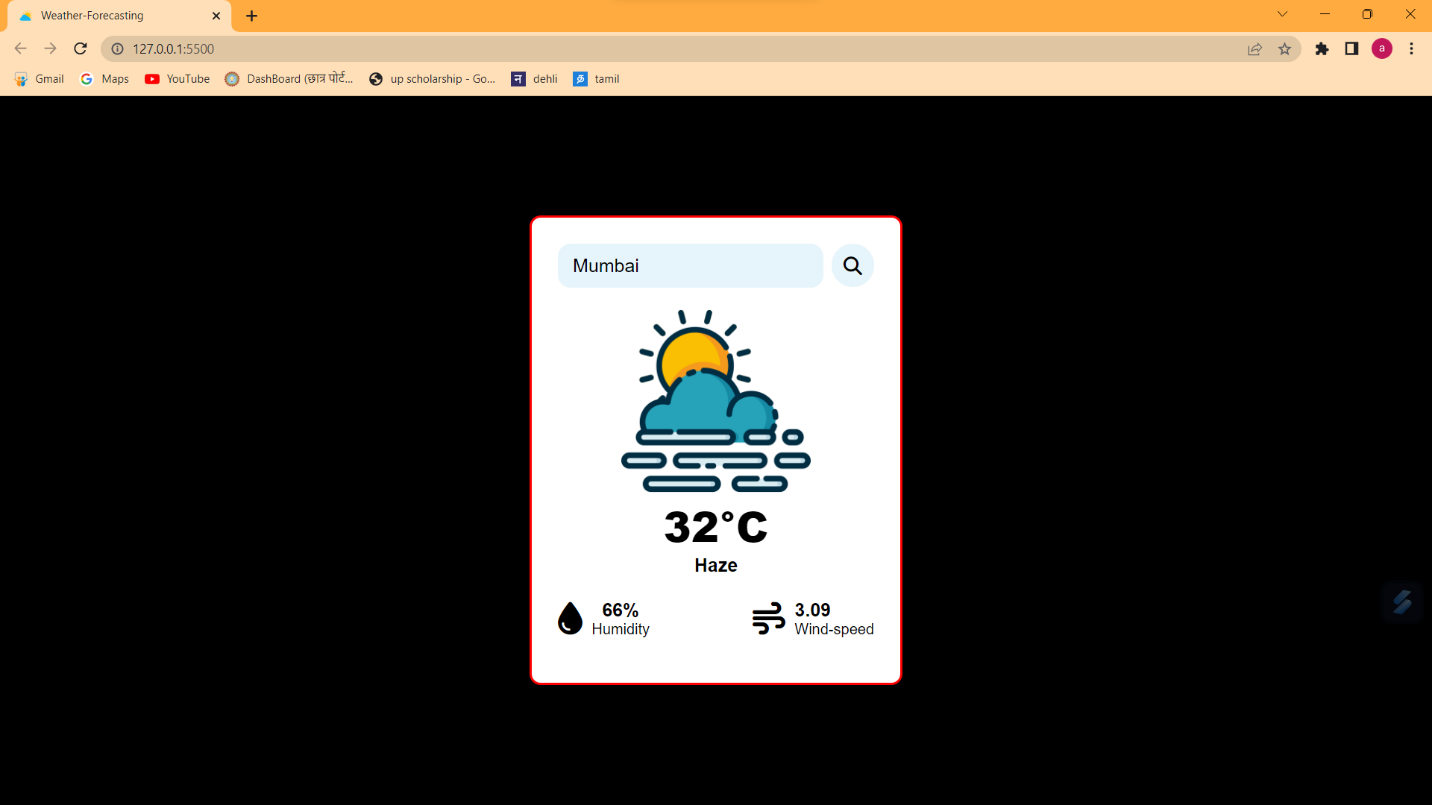 Weather-Forecasting
127.0.0.1:5500
a
Gmail Maps YouTube DashBoard (छात्र पोर्ट... up scholarship - Go... न dehli த tamil
Mumbai
32°C
Haze
66%
Humidity
3.09
Wind-speed